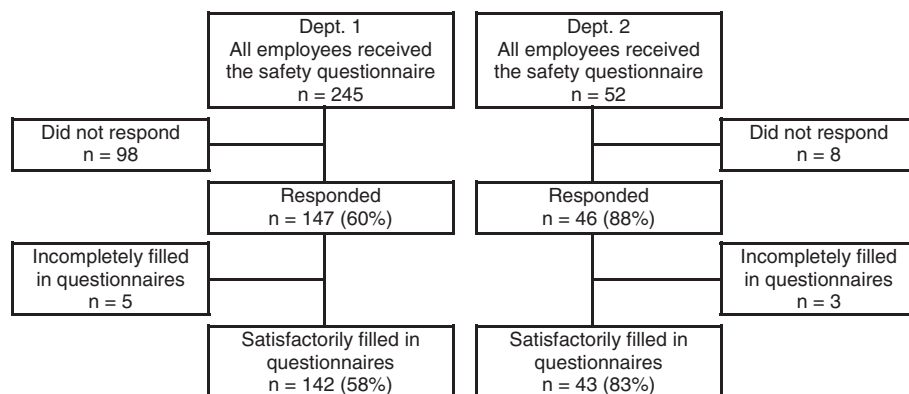 Dept. 1
All employees received
the safety questionnaire
n = 245
Dept. 2
All employees received
the safety questionnaire
n = 52
Did not respond
n = 98
Did not respond
n = 8
Responded
n = 147 (60%)
Responded
n = 46 (88%)
Incompletely filled
in questionnaires
n = 5
Incompletely filled
in questionnaires
n = 3
Satisfactorily filled in
questionnaires
n = 142 (58%)
Satisfactorily filled in
questionnaires
n = 43 (83%)